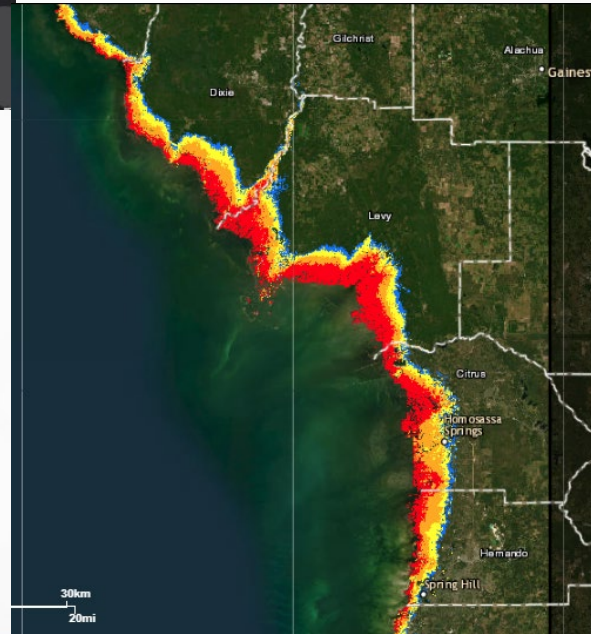 Gilchrist
Alachua
Gaines
Dixie
Levy
Citrus
Homosassa
Springs
Hernando
Spring Hill
30km
20mi